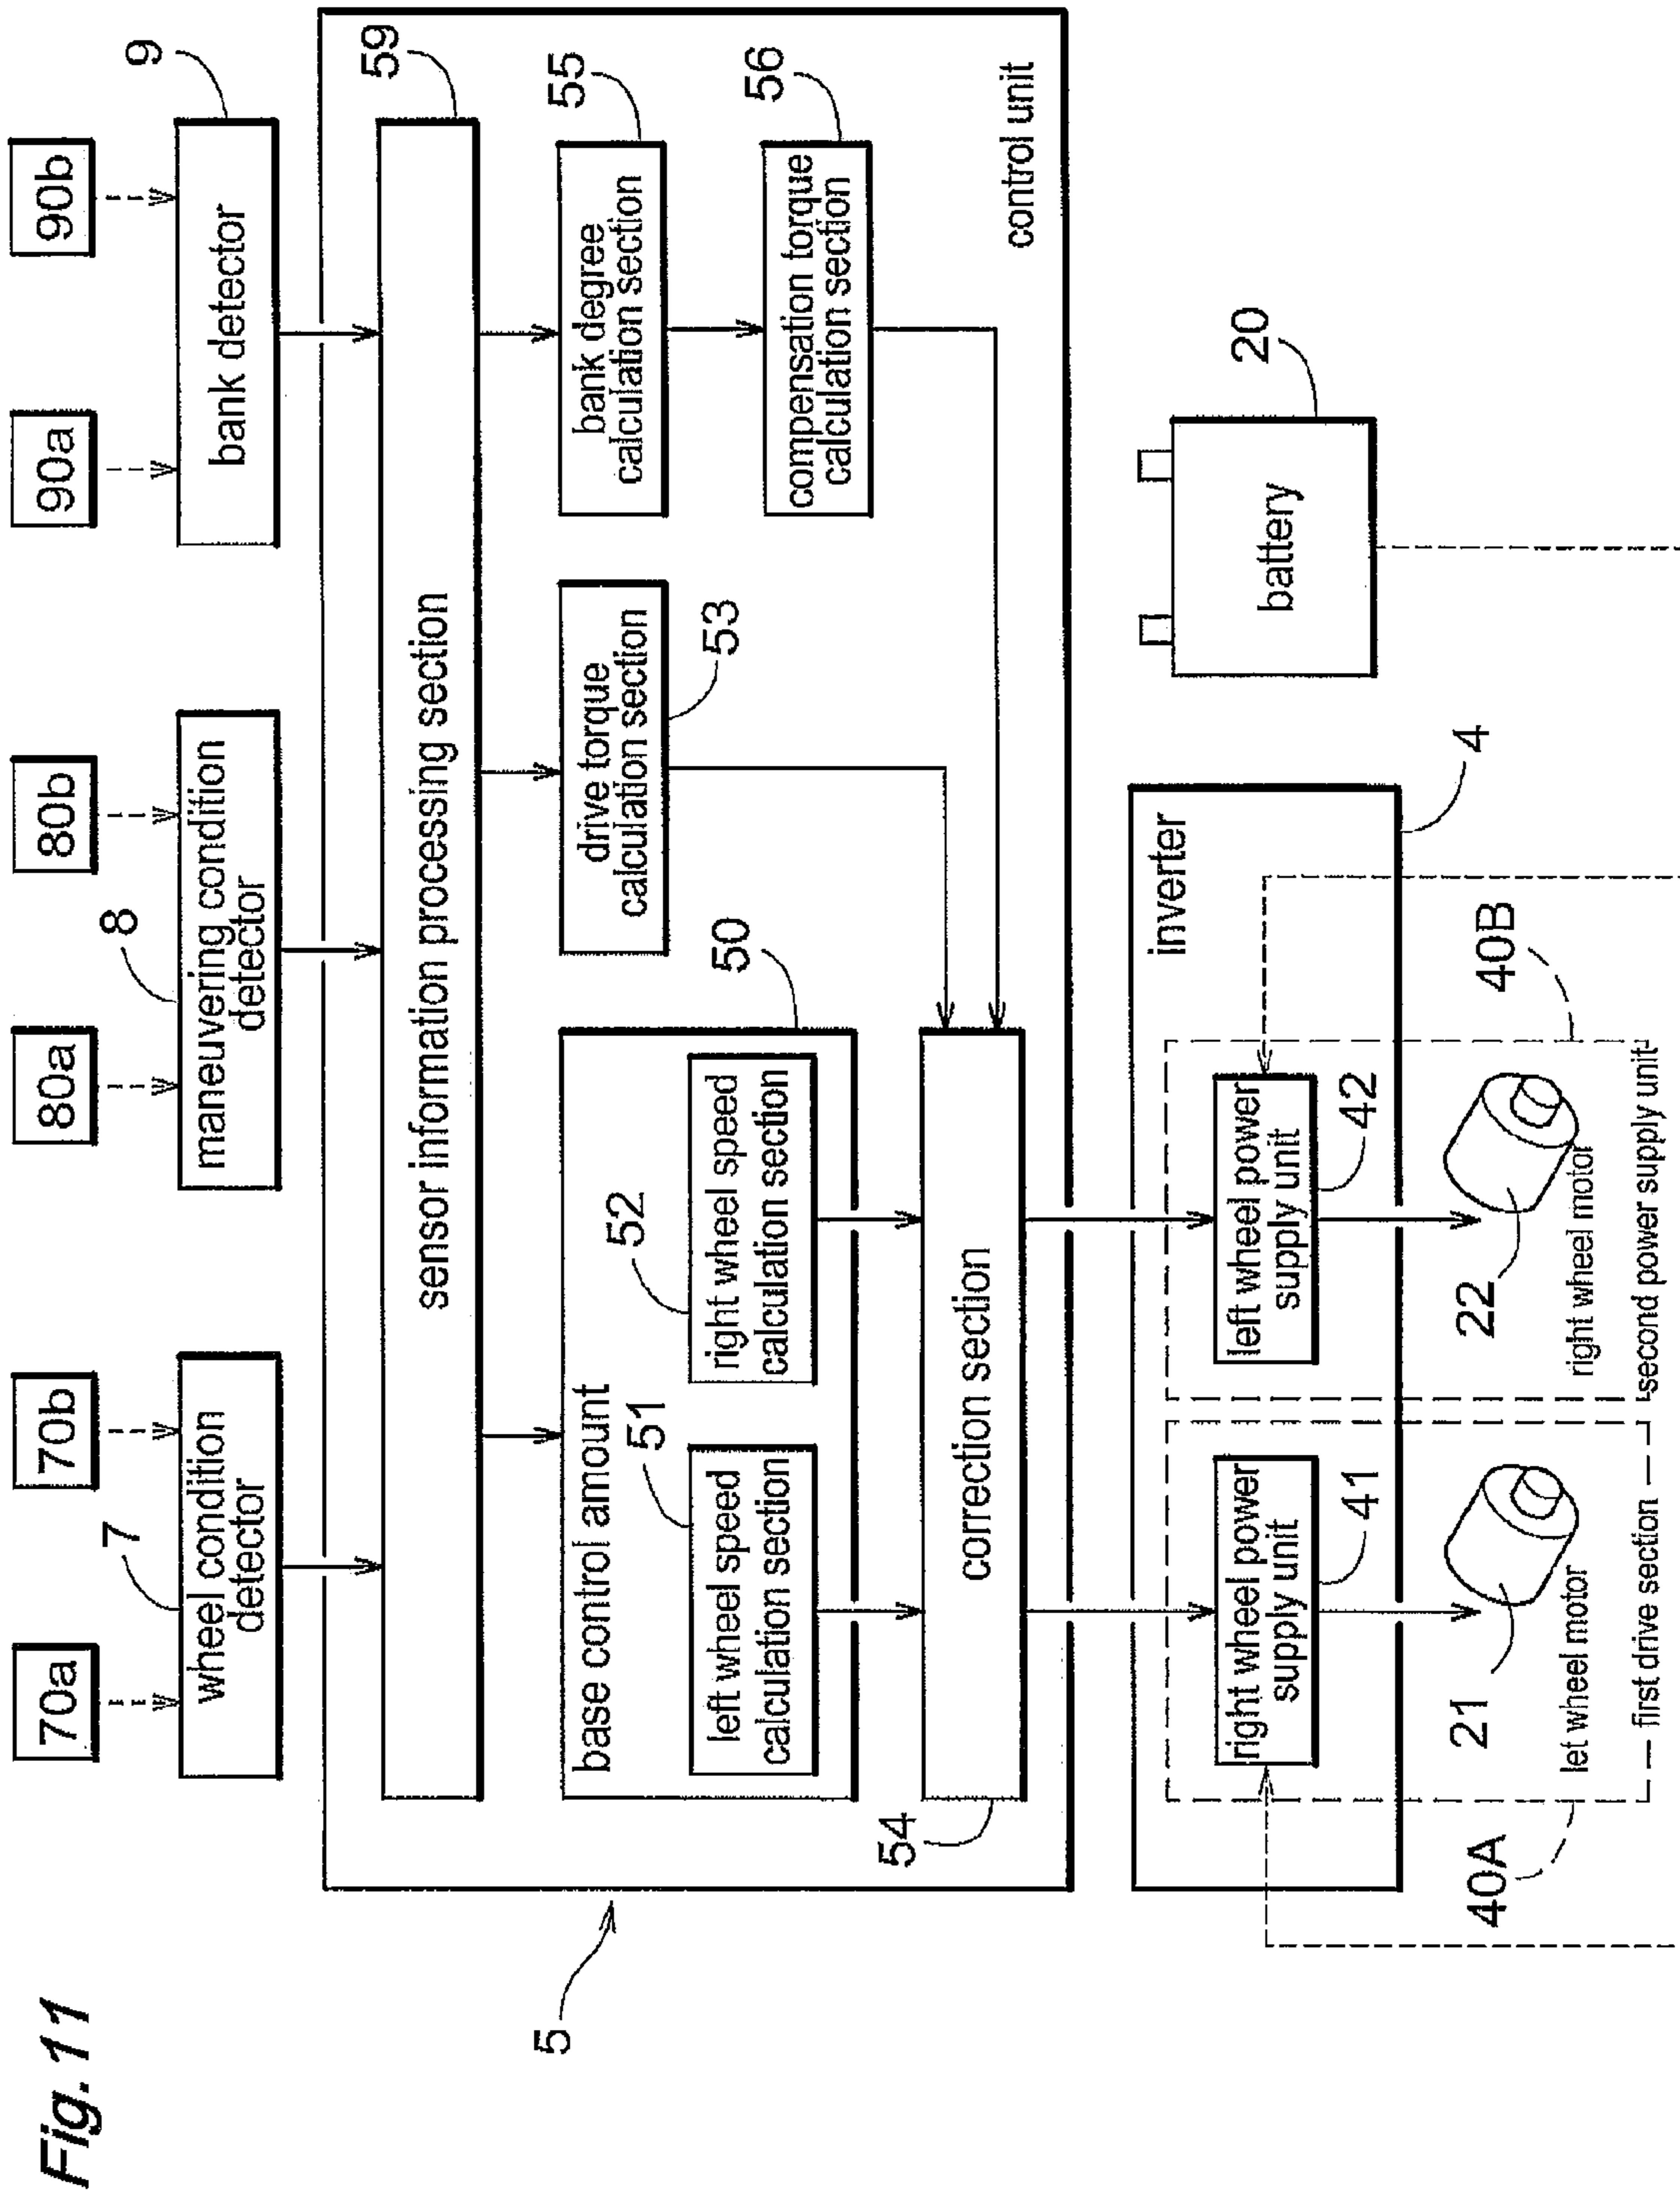 Fig.11
70a
70b
80a
80b
90a
90b
7
8
9
wheel condition
detector
maneuvering condition
detector
bank detector
59
sensor information processing section
5
base control amount
50
51
52
left wheel speed
calculation section
right wheel speed
calculation section
drive torque
calculation section
53
bank degree
calculation section
55
compensation torque
calculation section
56
54
correction section
control unit
inverter
4
right wheel power
supply unit
41
left wheel power
supply unit
42
battery
20
40A
21
let wheel motor
first drive section
22
right wheel motor
second power supply unit
40B